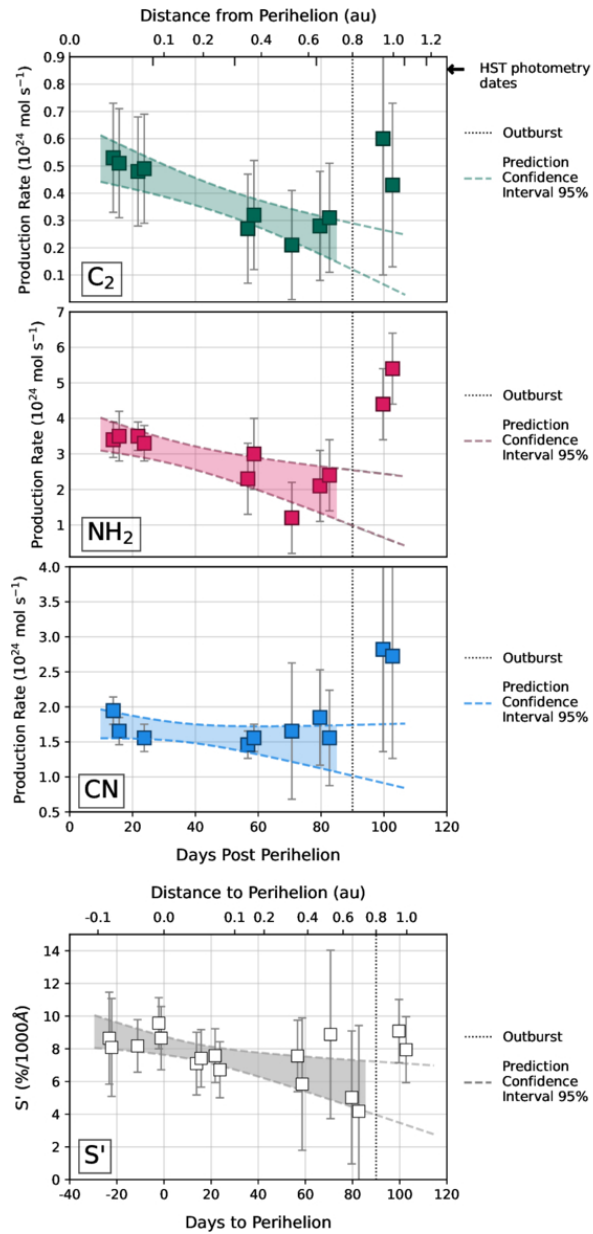 Distance from Perihelion (au)
0.0 0.1 0.2 0.4 0.5 0.7 0.8 1.0 1.2
0.9
0.8
0.7
0.6
0.5
0.4
0.3
0.2
0.1
Production Rate (10²⁴ mol s⁻¹)
C₂
HST photometry
dates
Outburst
Prediction
Confidence
Interval 95%
7
6
5
4
3
2
1
Production Rate (10²⁴ mol s⁻¹)
NH₂
Outburst
Prediction
Confidence
Interval 95%
4.0
3.5
3.0
2.5
2.0
1.5
1.0
0.5
Production Rate (10²⁴ mol s⁻¹)
CN
Outburst
Prediction
Confidence
Interval 95%
0 20 40 60 80 100 120
Days Post Perihelion
Distance to Perihelion (au)
-0.1 0.0 0.1 0.2 0.4 0.5 0.7 0.8 1.0
14
12
10
8
6
4
2
0
S' (%/1000Å)
S'
Outburst
Prediction
Confidence
Interval 95%
-40 -20 0 20 40 60 80 100 120
Days to Perihelion